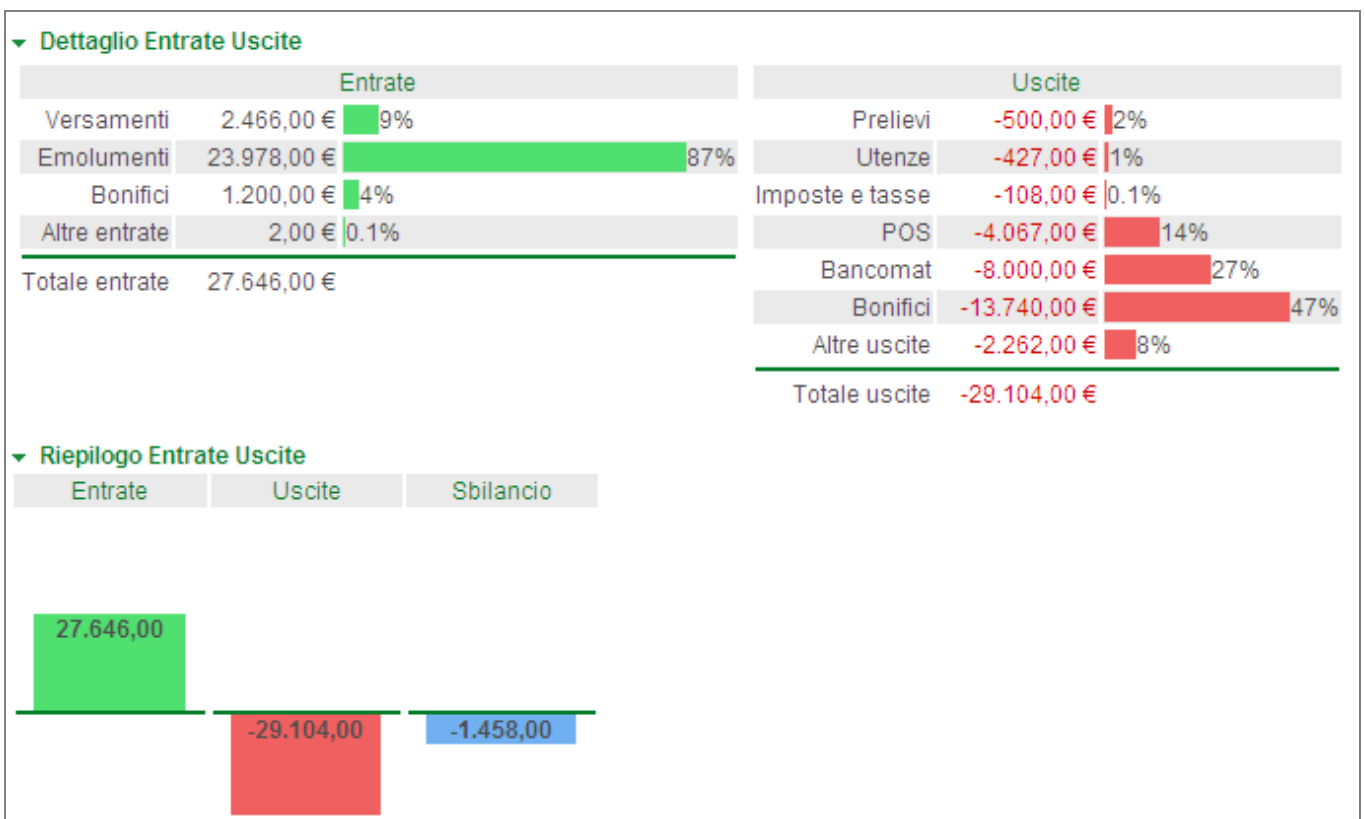 Dettaglio Entrate Uscite
Entrate
Versamenti 2.466,00 € 9%
Emolumenti 23.978,00 € 87%
Bonifici 1.200,00 € 4%
Altre entrate 2,00 € 0.1%
Totale entrate 27.646,00 €
Uscite
Prelievi -500,00 € 2%
Utenze -427,00 € 1%
Imposte e tasse -108,00 € 0.1%
POS -4.067,00 € 14%
Bancomat -8.000,00 € 27%
Bonifici -13.740,00 € 47%
Altre uscite -2.262,00 € 8%
Totale uscite -29.104,00 €
Riepilogo Entrate Uscite
Entrate Uscite Sbilancio
27.646,00
-29.104,00 -1.458,00